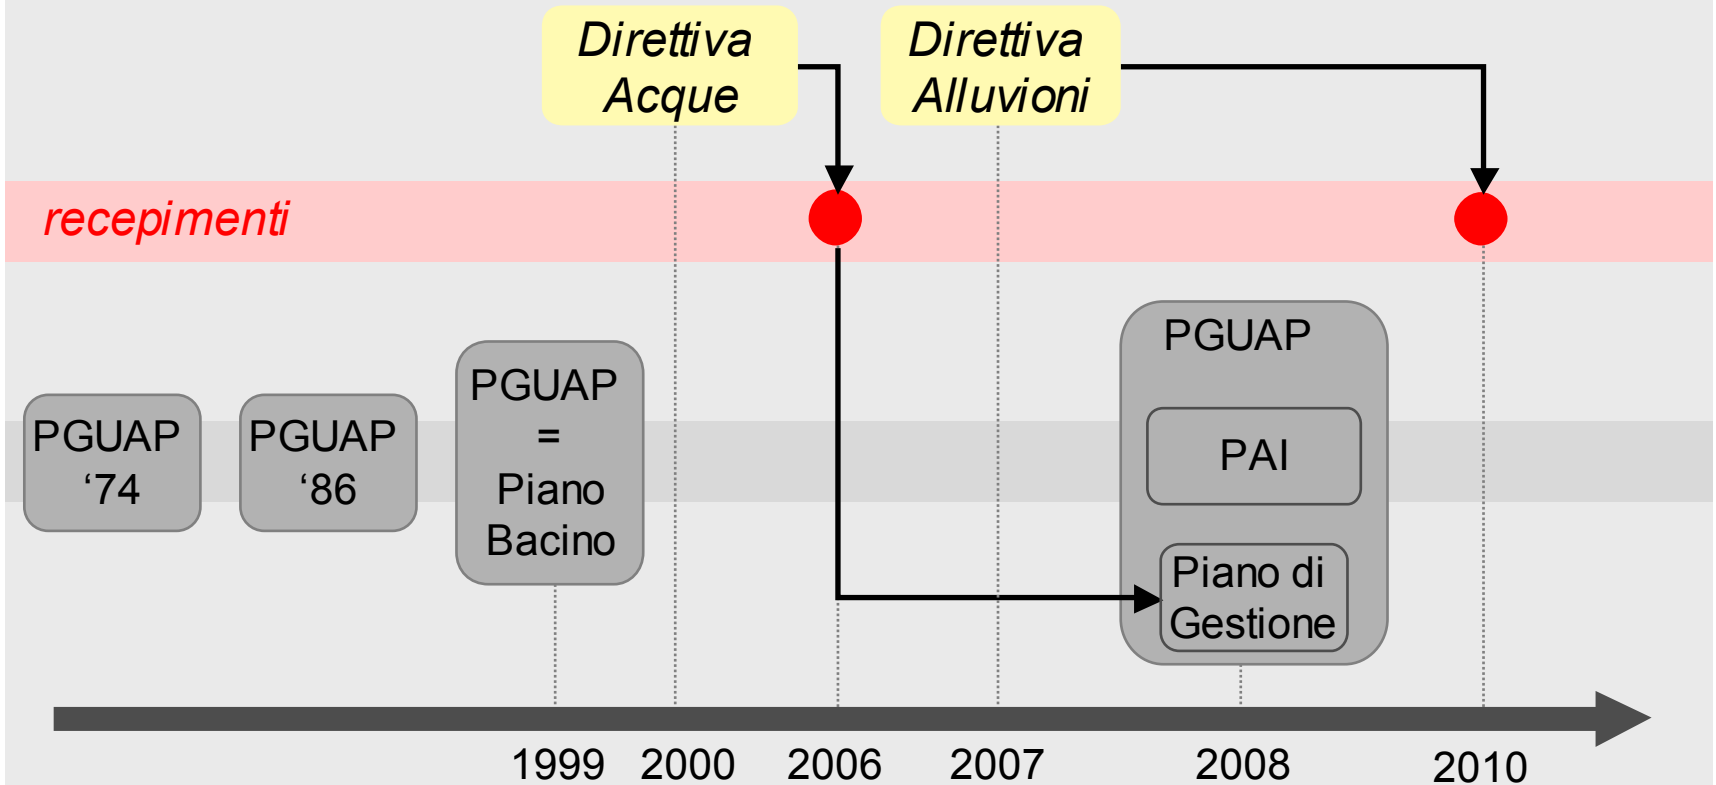 Direttiva
Acque
Direttiva
Alluvioni
recepimenti
PGUAP
‘74
PGUAP
‘86
PGUAP
=
Piano
Bacino
PGUAP
PAI
Piano di
Gestione
1999
2000
2006
2007
2008
2010